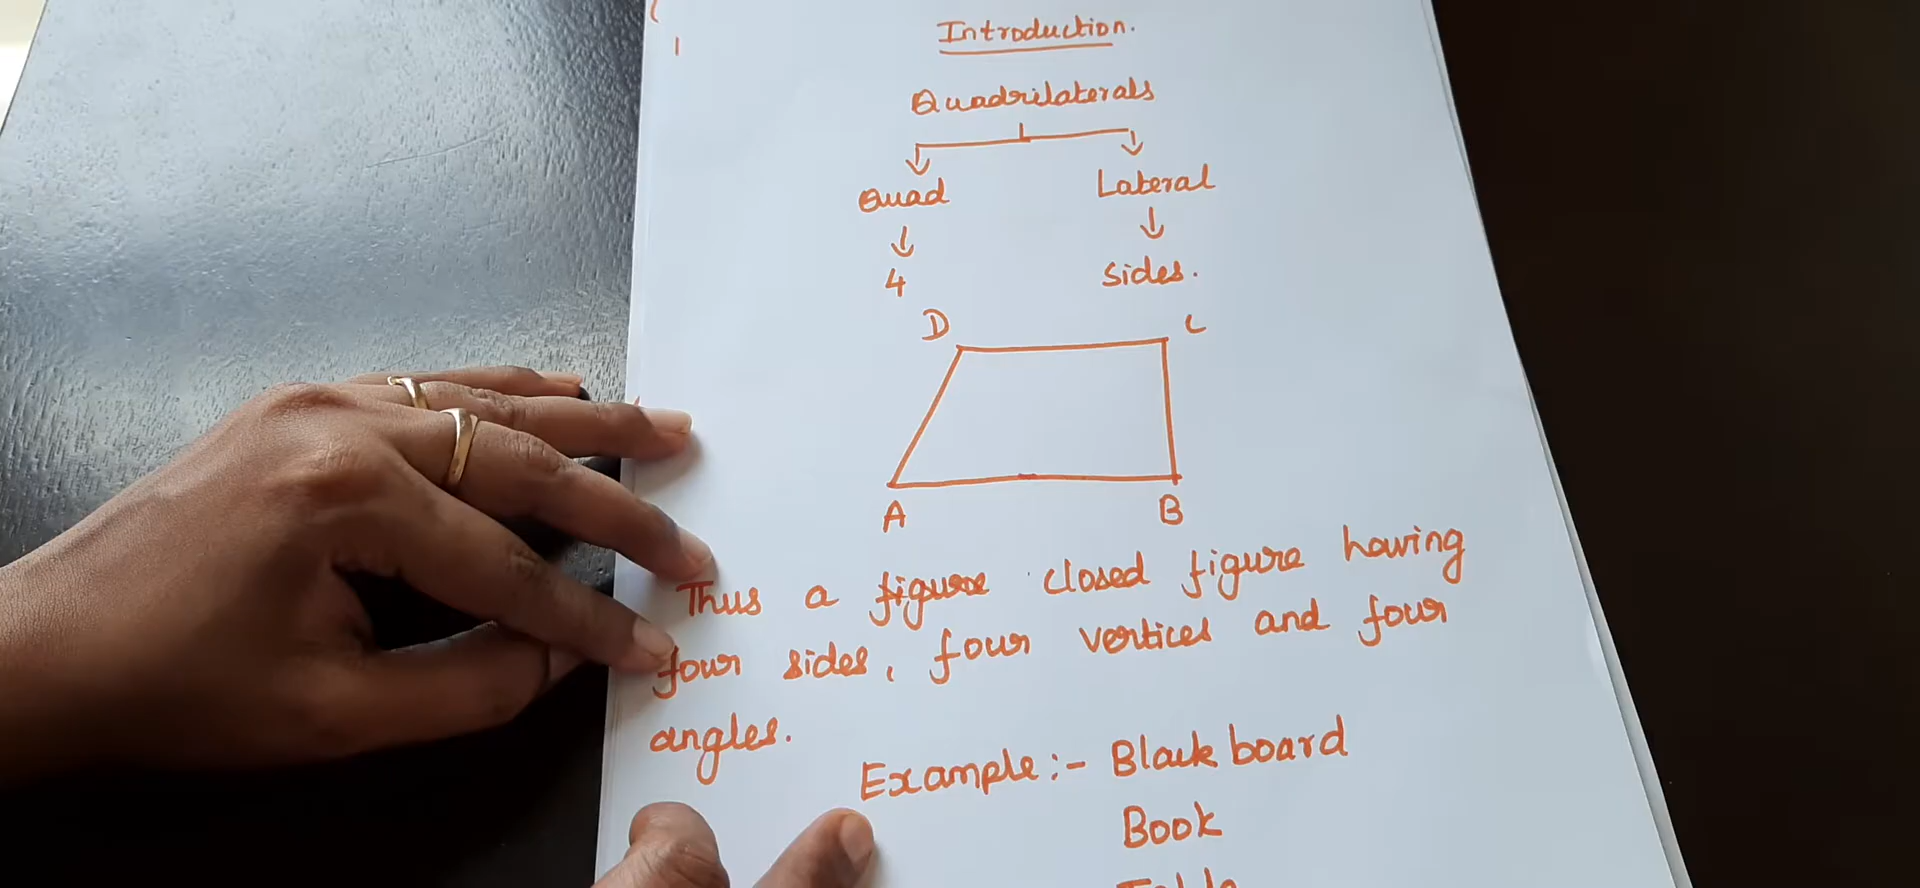 Introduction.
Quadrilaterals
Quad Lateral
4 sides.
D C
A B
Thus a figure closed figure having
four sides, four vertices and four
angles.
Example:- Black board
Book